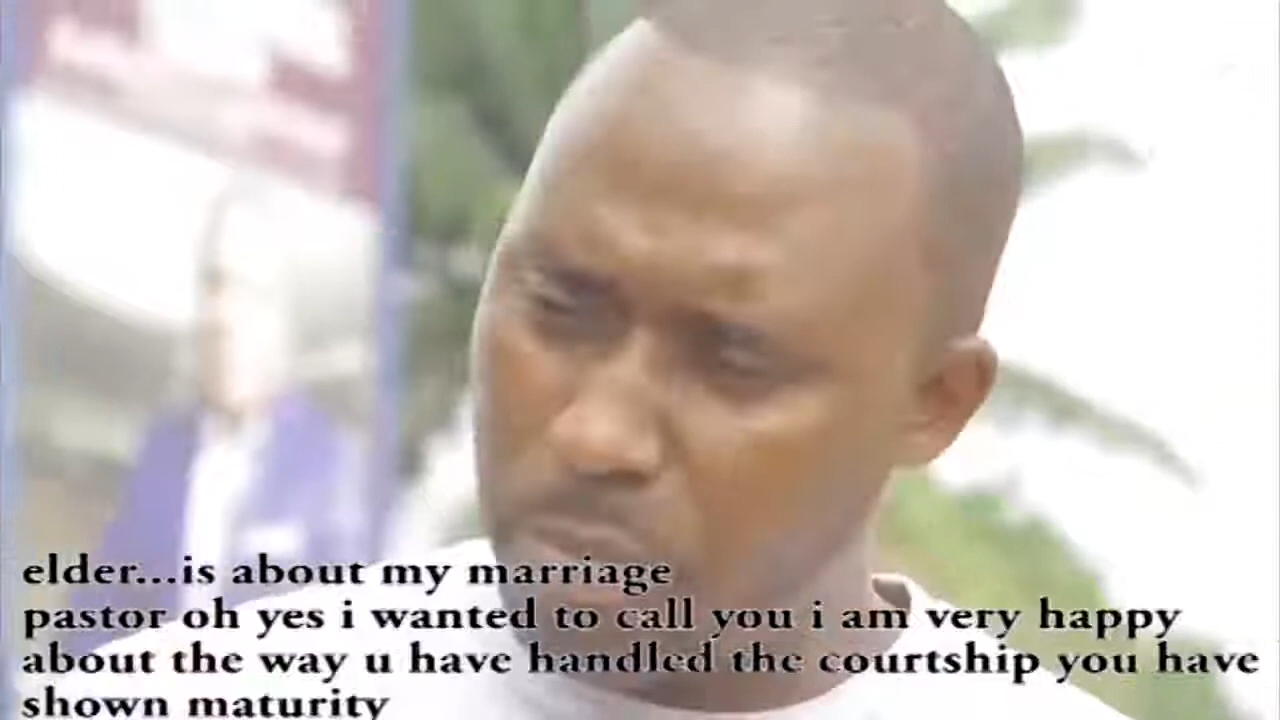 elder...is about my marriage
pastor oh yes i wanted to call you i am very happy
about the way u have handled the courtship you have
shown maturity